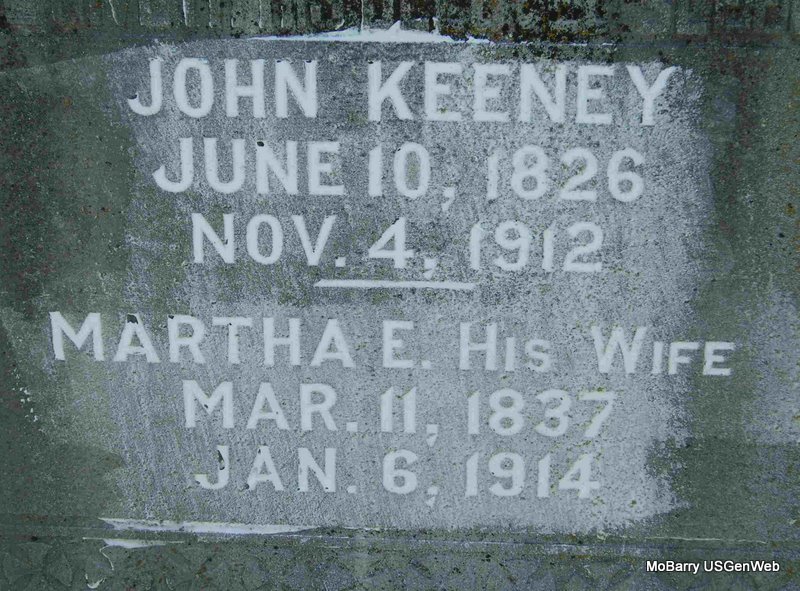 JOHN KEENEY
JUNE 10, 1826
NOV. 4, 1912
MARTHA E. HIS WIFE
MAR. 11, 1837
JAN. 6, 1914
MoBarry USGenWeb